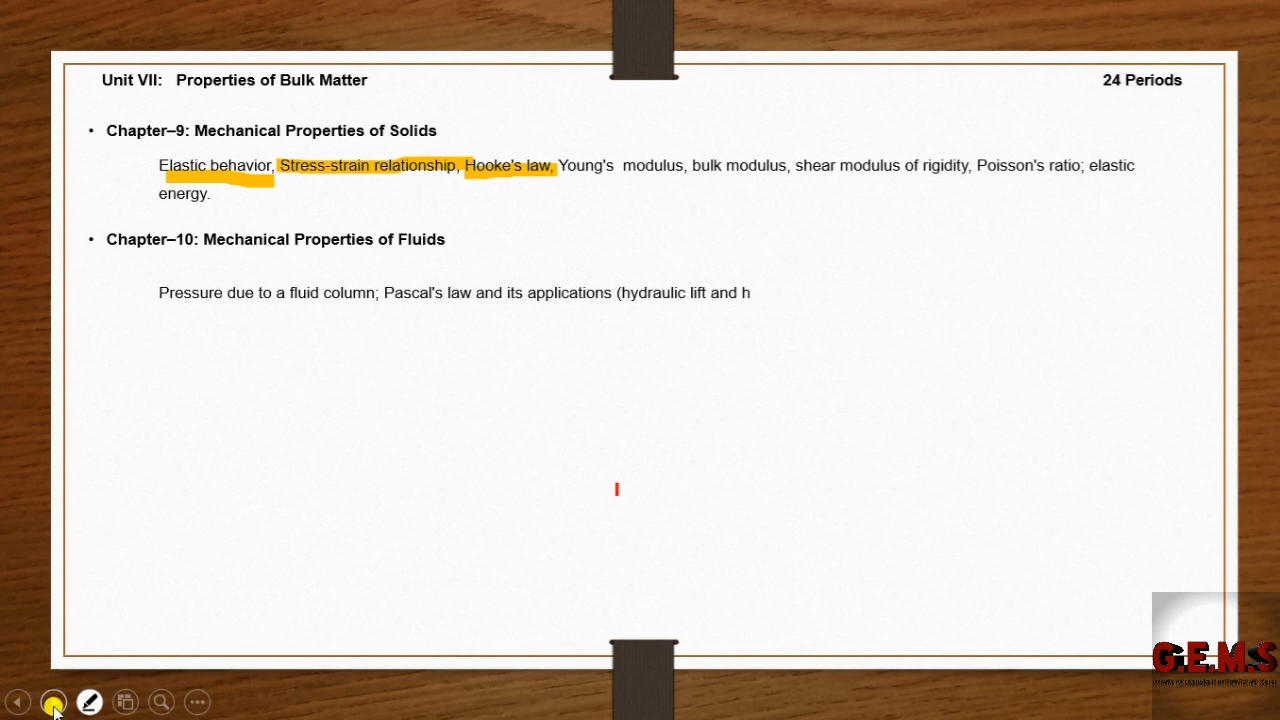 Unit VII: Properties of Bulk Matter 24 Periods
• Chapter–9: Mechanical Properties of Solids
Elastic behavior, Stress-strain relationship, Hooke's law, Young's modulus, bulk modulus, shear modulus of rigidity, Poisson's ratio; elastic
energy.
• Chapter–10: Mechanical Properties of Fluids
Pressure due to a fluid column; Pascal's law and its applications (hydraulic lift and h
G.E.M.S